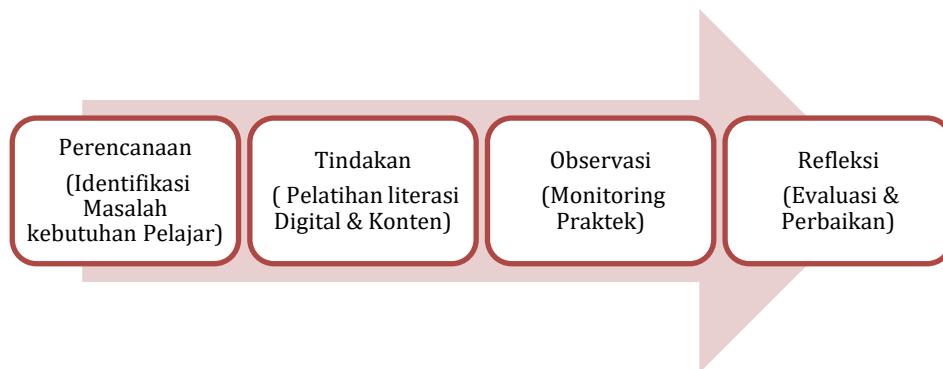 Perencanaan
(Identifikasi
Masalah
kebutuhan Pelajar)
Tindakan
( Pelatihan literasi
Digital & Konten)
Observasi
(Monitoring
Praktek)
Refleksi
(Evaluasi &
Perbaikan)